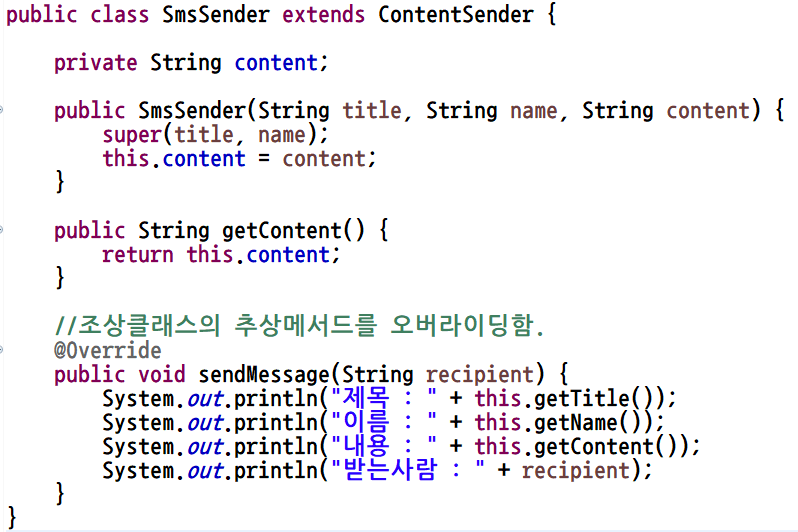 public class SmsSender extends ContentSender {
private String content;
public SmsSender(String title, String name, String content) {
super(title, name);
this.content = content;
}
public String getContent() {
return this.content;
}
//조상클래스의 추상메서드를 오버라이딩함.
@Override
public void sendMessage(String recipient) {
System.out.println("제목 : " + this.getTitle());
System.out.println("이름 : " + this.getName());
System.out.println("내용 : " + this.getContent());
System.out.println("받는사람 : " + recipient);
}
}